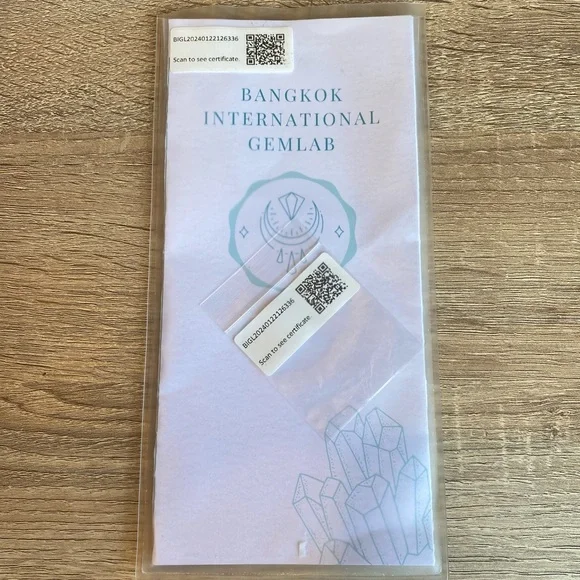 BIGL20240122126336
Scan to see certificate.
BANGKOK
INTERNATIONAL
GEMLAB
BIGL20240122126336
Scan to see certificate.